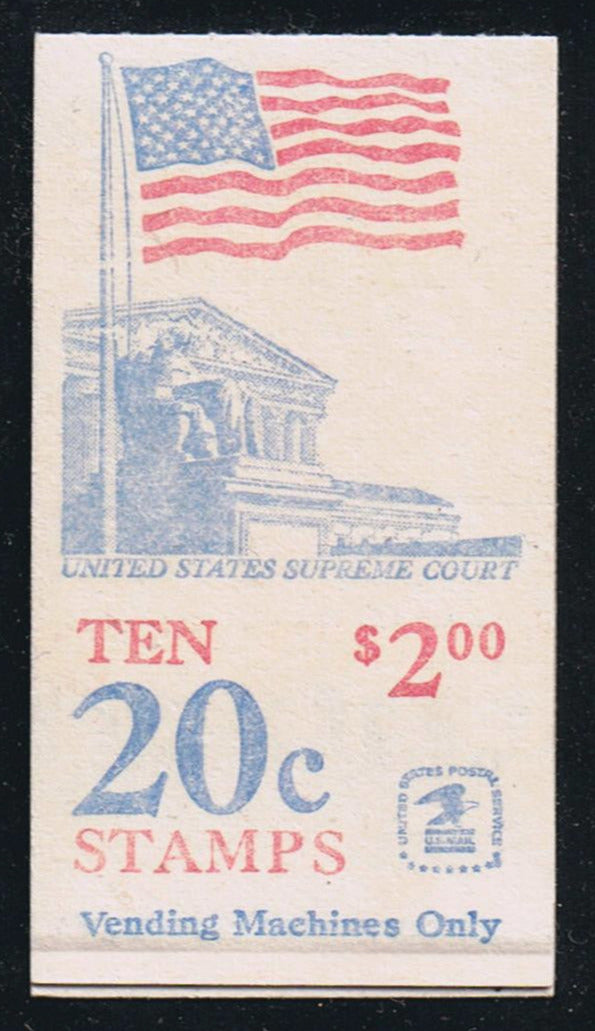 UNITED STATES SUPREME COURT
TEN $2.00
20c
STAMPS
UNITED STATES POSTAL SERVICE
U.S.MAIL
Vending Machines Only